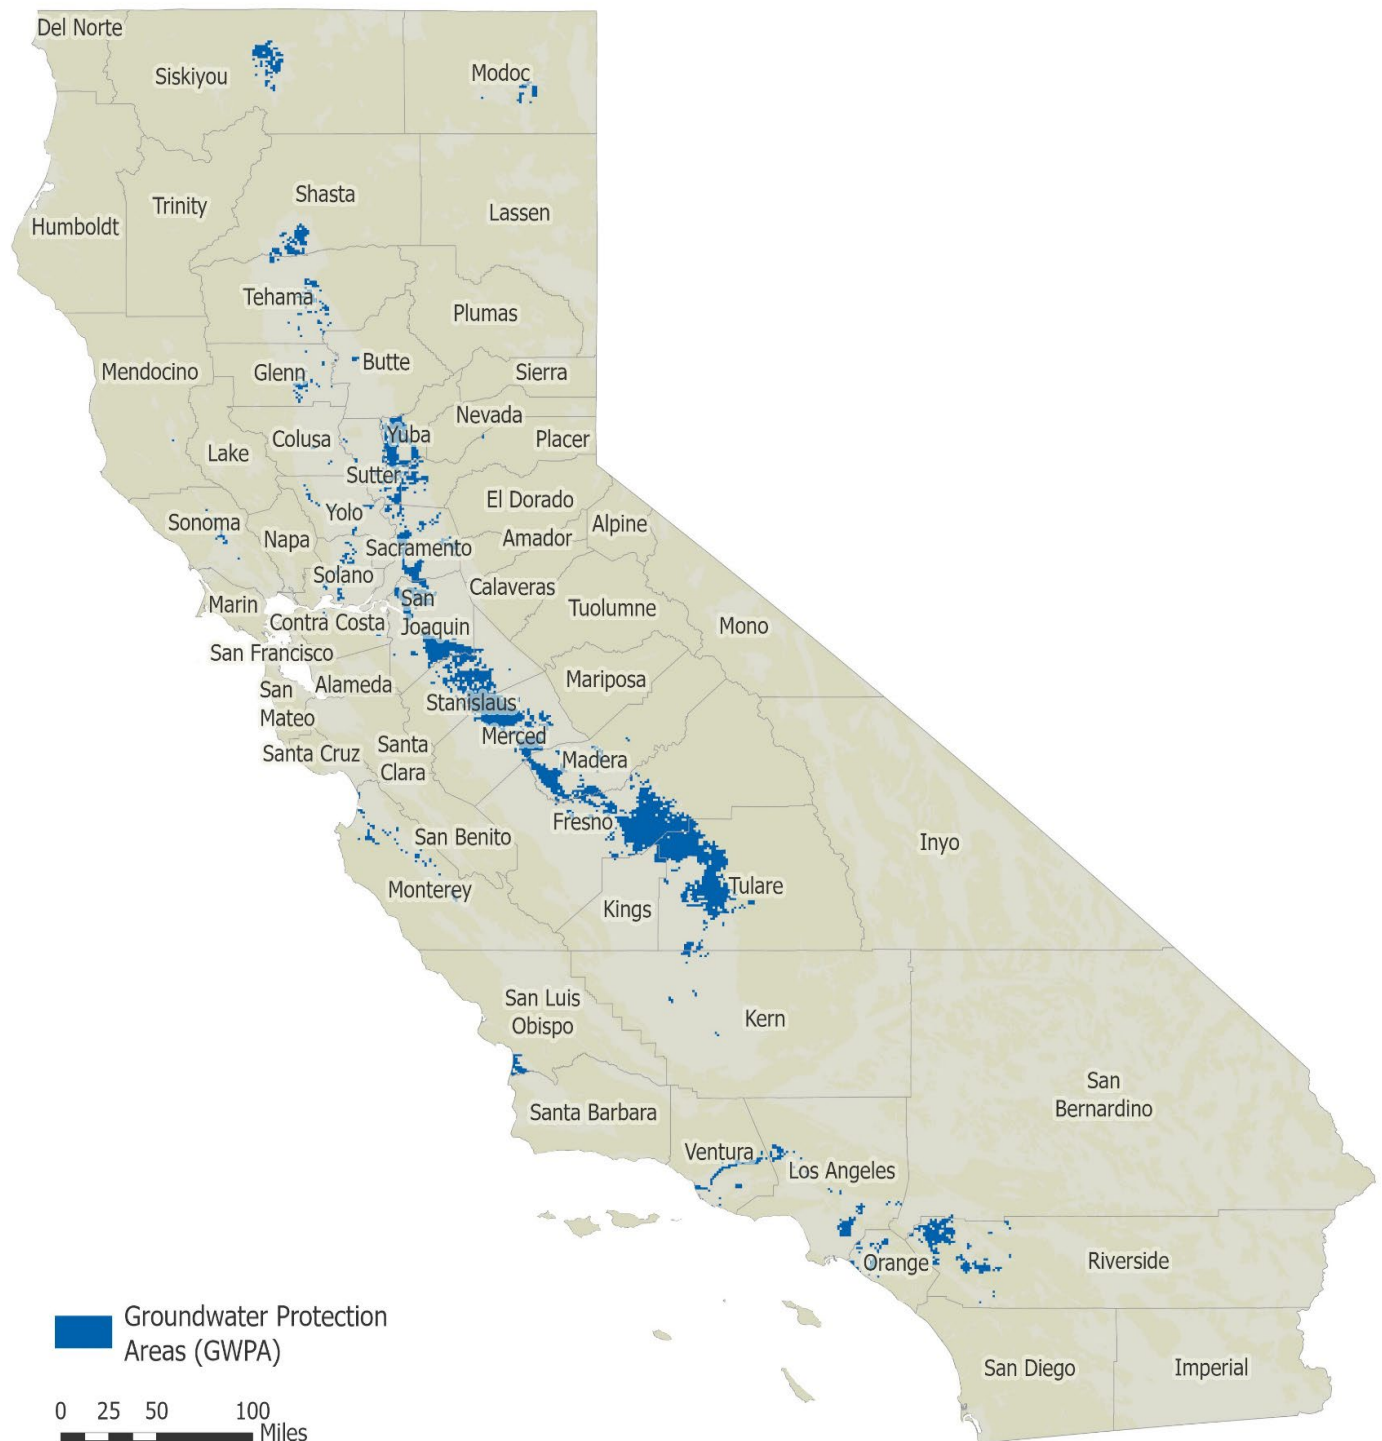 Del Norte
Siskiyou
Modoc
Shasta
Trinity
Lassen
Humboldt
Tehama
Plumas
Mendocino
Glenn
Butte
Sierra
Nevada
Colusa
Yuba
Placer
Lake
Sutter
El Dorado
Yolo
Sonoma
Alpine
Napa
Amador
Sacramento
Solano
Calaveras
Marin
San
Joaquin
Tuolumne
Contra Costa
Mono
San Francisco
Alameda
Mariposa
San
Mateo
Stanislaus
Merced
Santa Cruz
Santa
Clara
Madera
Fresno
San Benito
Inyo
Monterey
Tulare
Kings
San Luis
Obispo
Kern
San
Bernardino
Santa Barbara
Ventura
Los Angeles
Orange
Riverside
San Diego
Imperial
Groundwater Protection
Areas (GWPA)
0 25 50 100
Miles